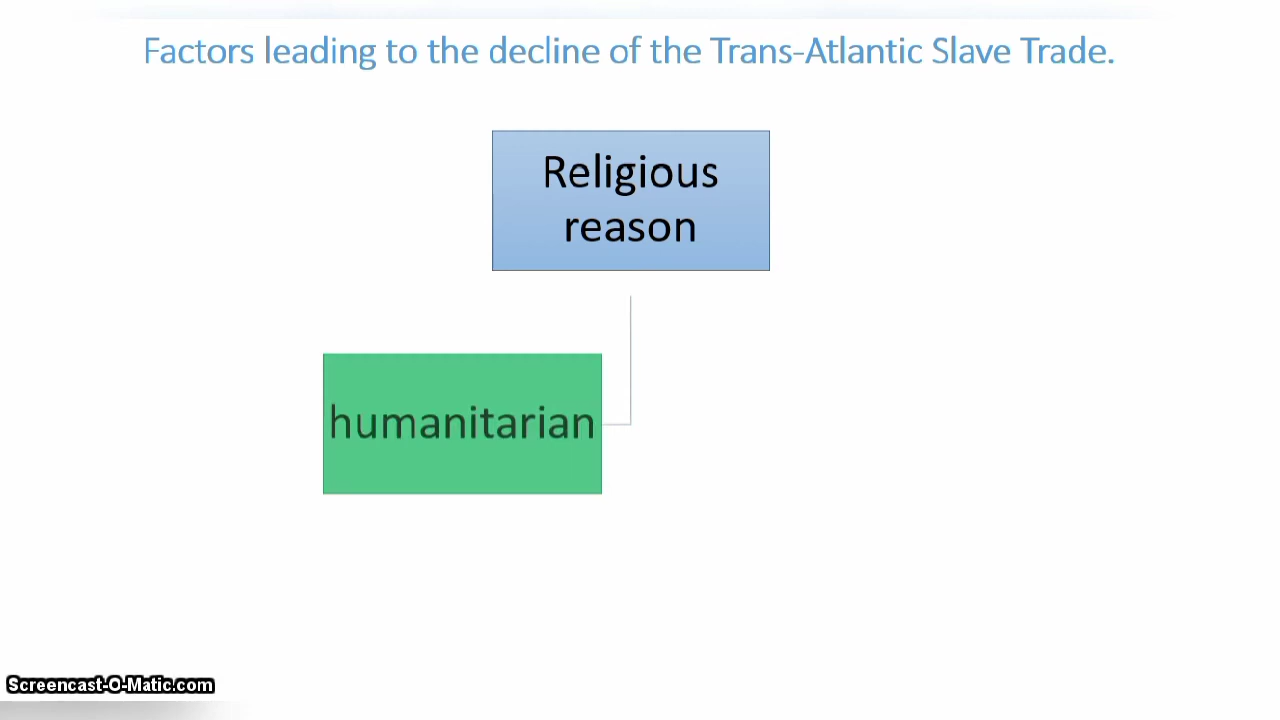 Factors leading to the decline of the Trans-Atlantic Slave Trade.
Religious
reason
humanitarian
Screencast-O-Matic.com